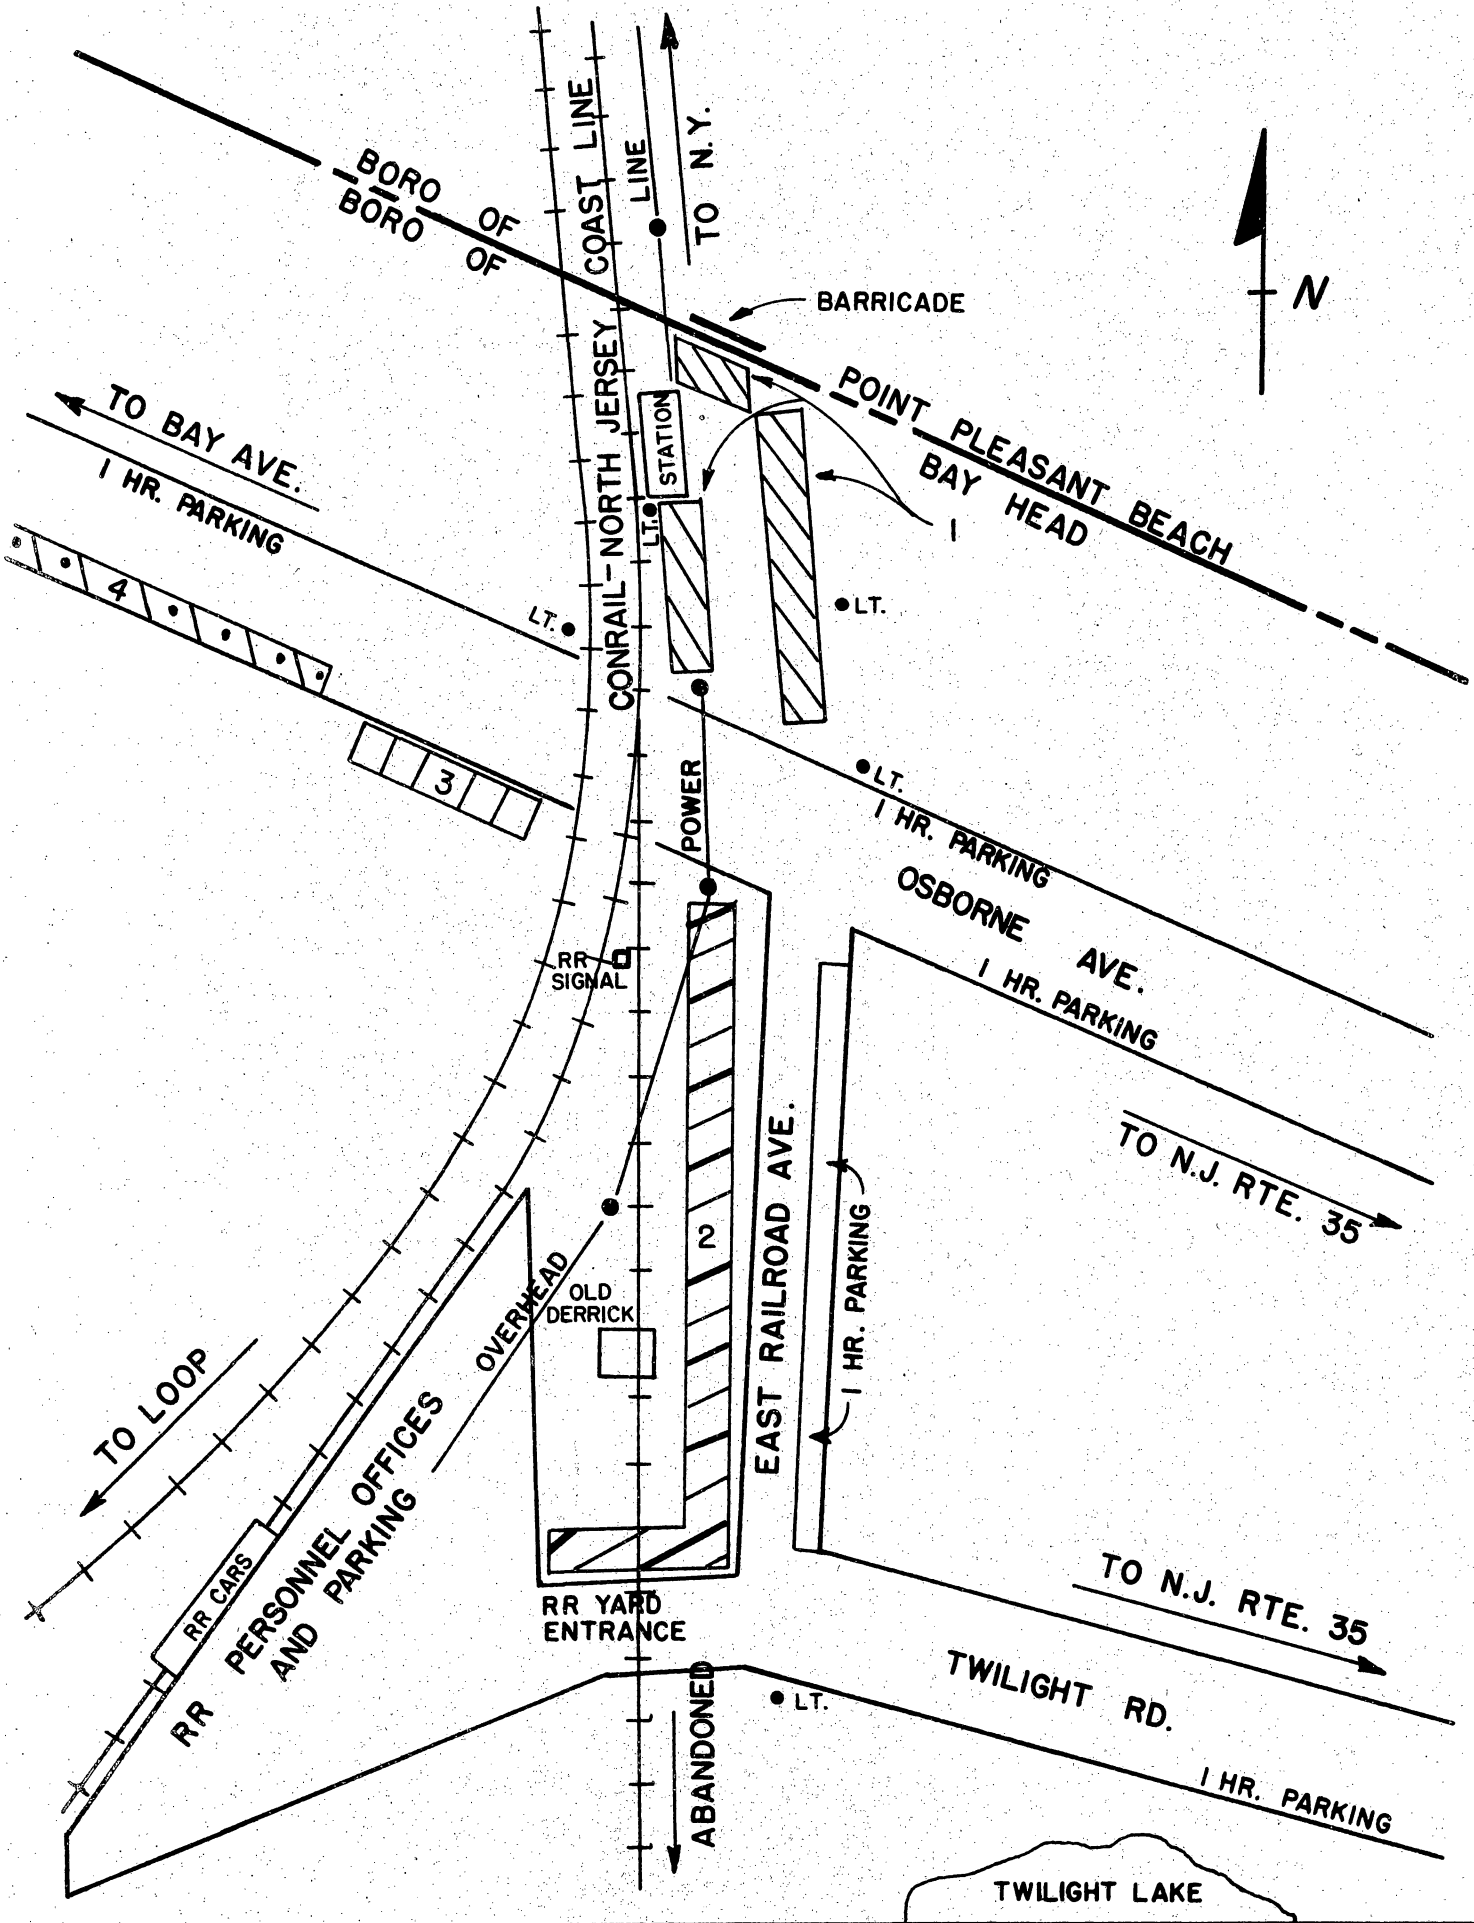 BORO OF POINT PLEASANT BEACH
BORO OF BAY HEAD
CONRAIL-NORTH JERSEY COAST LINE
LINE
TO N.Y.
N
BARRICADE
STATION
LT.
1
TO BAY AVE.
1 HR. PARKING
4
LT.
LT.
3
POWER
LT.
1 HR. PARKING
OSBORNE AVE.
1 HR. PARKING
TO N.J. RTE. 35
RR
SIGNAL
2
EAST RAILROAD AVE.
1 HR. PARKING
OVERHEAD
OLD
DERRICK
TO LOOP
RR CARS
RR PERSONNEL OFFICES
AND PARKING
RR YARD
ENTRANCE
TO N.J. RTE. 35
TWILIGHT RD.
LT.
ABANDONED
1 HR. PARKING
TWILIGHT LAKE